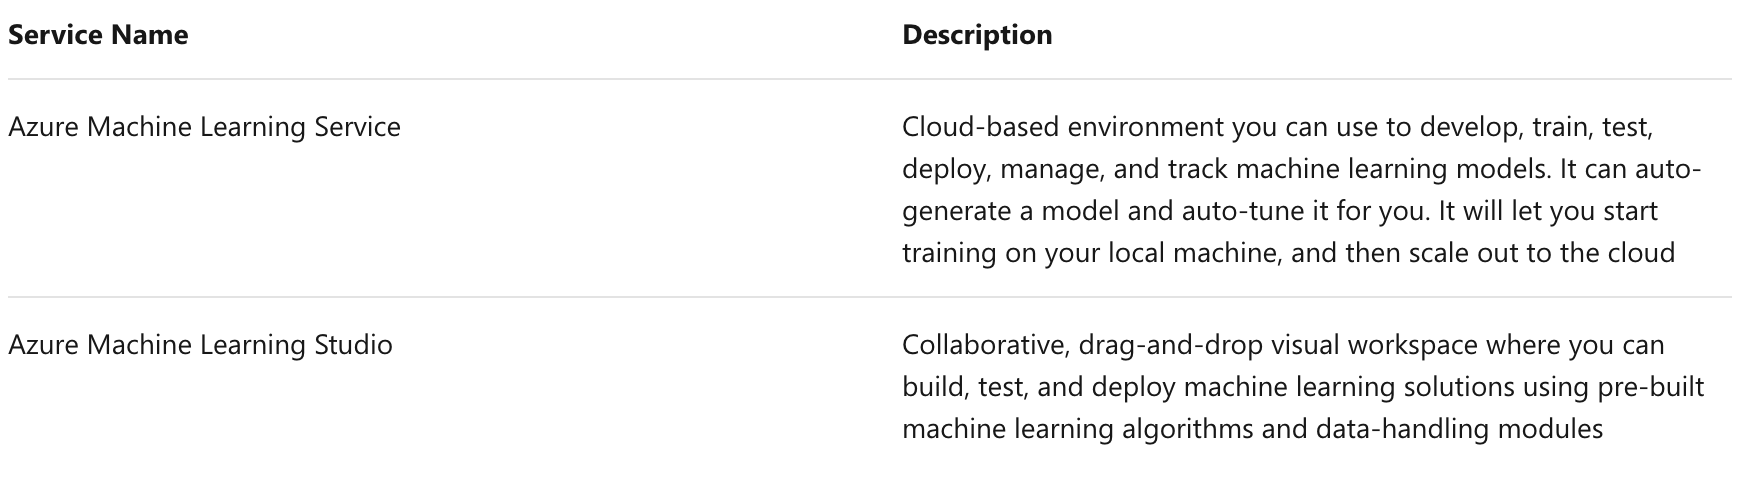 Service Name
Description
Azure Machine Learning Service
Cloud-based environment you can use to develop, train, test,
deploy, manage, and track machine learning models. It can auto-
generate a model and auto-tune it for you. It will let you start
training on your local machine, and then scale out to the cloud
Azure Machine Learning Studio
Collaborative, drag-and-drop visual workspace where you can
build, test, and deploy machine learning solutions using pre-built
machine learning algorithms and data-handling modules